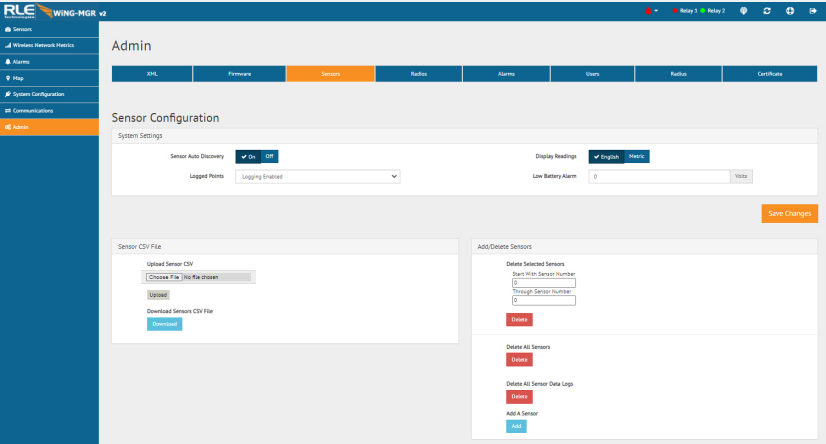 RLE WiNG-MGR v2
technologies
Relay 1 Relay 2
Sensors
Wireless Network Metrics
Alarms
Map
System Configuration
Communications
Admin
Admin
XML Firmware Sensors Radios Alarms Users Radius Certificate
Sensor Configuration
System Settings
Sensor Auto Discovery On Off Display Readings English Metric
Logged Points Logging Enabled Low Battery Alarm 0 Volts
Save Changes
Sensor CSV File
Upload Sensor CSV
Choose File No file chosen
Upload
Download Sensors CSV File
Download
Add/Delete Sensors
Delete Selected Sensors
Start With Sensor Number
0
Through Sensor Number
0
Delete
Delete All Sensors
Delete
Delete All Sensor Data Logs
Delete
Add A Sensor
Add